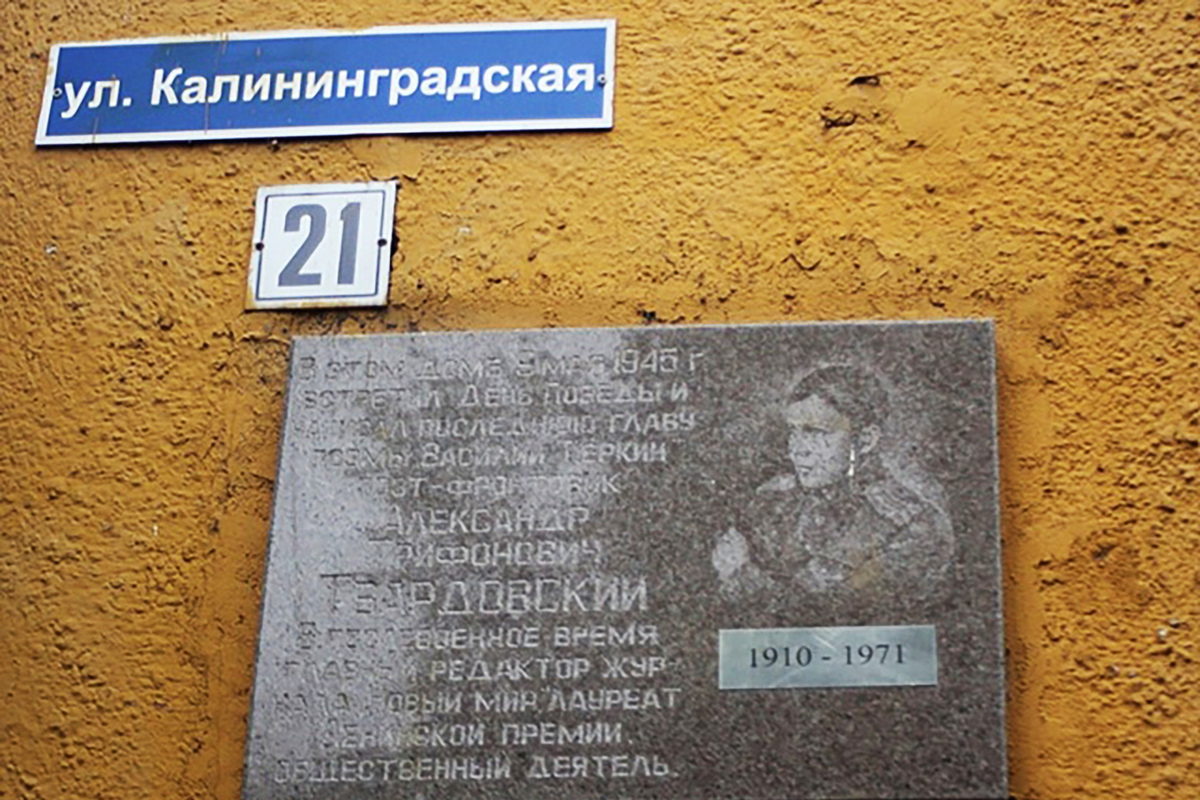 ул. Калининградская
21
В этом доме 9 мая 1945 г
встретил День Победы и
написал последнюю главу
поэмы "Василий Теркин"
поэт-фронтовик
Александр
Трифонович
Твардовский
В послевоенное время
главный редактор жур-
нала "Новый мир", лауреат
Ленинской премии,
общественный деятель.
1910 - 1971